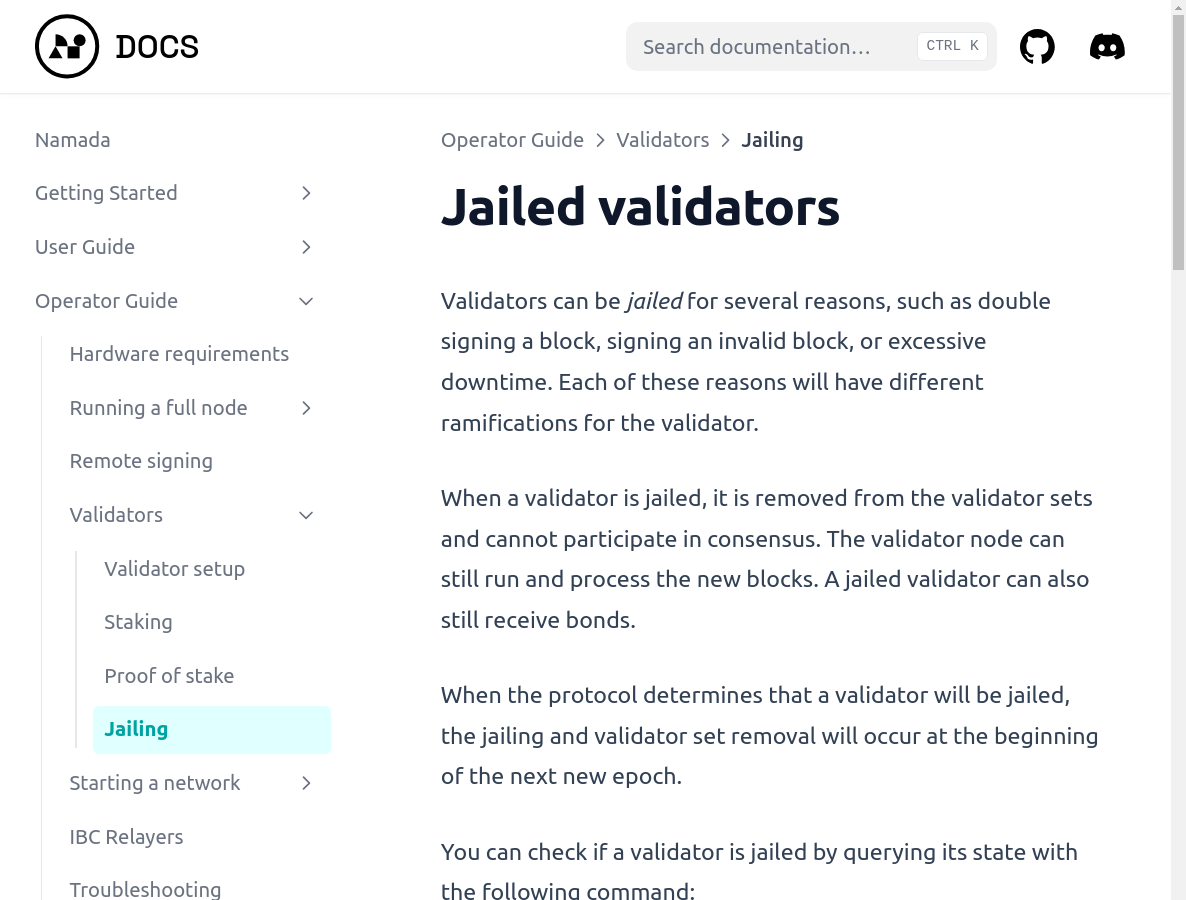 DOCS
Search documentation…
CTRL K
Namada
Getting Started
User Guide
Operator Guide
Hardware requirements
Running a full node
Remote signing
Validators
Validator setup
Staking
Proof of stake
Jailing
Starting a network
IBC Relayers
Troubleshooting
Operator Guide > Validators > Jailing
Jailed validators
Validators can be jailed for several reasons, such as double
signing a block, signing an invalid block, or excessive
downtime. Each of these reasons will have different
ramifications for the validator.
When a validator is jailed, it is removed from the validator sets
and cannot participate in consensus. The validator node can
still run and process the new blocks. A jailed validator can also
still receive bonds.
When the protocol determines that a validator will be jailed,
the jailing and validator set removal will occur at the beginning
of the next new epoch.
You can check if a validator is jailed by querying its state with
the following command: